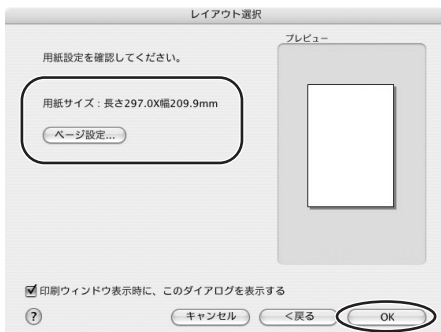 レイアウト選択
プレビュー
用紙設定を確認してください。
用紙サイズ：長さ297.0X幅209.9mm
ページ設定...
印刷ウィンドウ表示時に、このダイアログを表示する
?
キャンセル
<戻る
OK